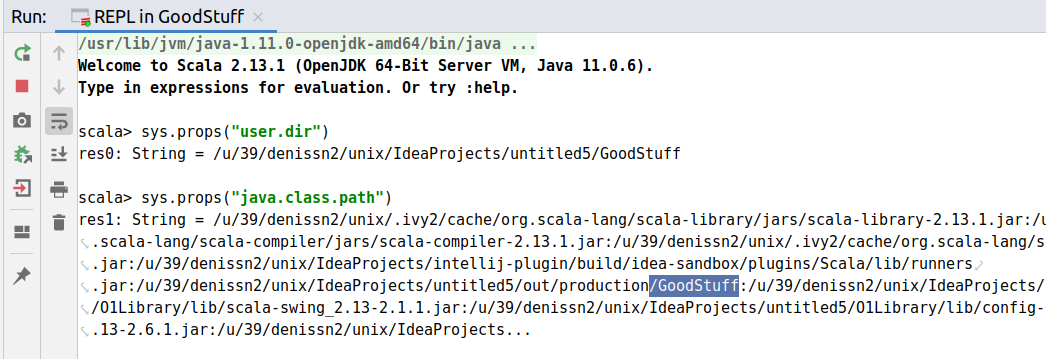 Run: REPL in GoodStuff
/usr/lib/jvm/java-1.11.0-openjdk-amd64/bin/java ...
Welcome to Scala 2.13.1 (OpenJDK 64-Bit Server VM, Java 11.0.6).
Type in expressions for evaluation. Or try :help.
scala> sys.props("user.dir")
res0: String = /u/39/denissn2/unix/IdeaProjects/untitled5/GoodStuff
scala> sys.props("java.class.path")
res1: String = /u/39/denissn2/unix/.ivy2/cache/org.scala-lang/scala-library/jars/scala-library-2.13.1.jar:/u
.scala-lang/scala-compiler/jars/scala-compiler-2.13.1.jar:/u/39/denissn2/unix/.ivy2/cache/org.scala-lang/s
.jar:/u/39/denissn2/unix/IdeaProjects/intellij-plugin/build/idea-sandbox/plugins/Scala/lib/runners
.jar:/u/39/denissn2/unix/IdeaProjects/untitled5/out/production/GoodStuff:/u/39/denissn2/unix/IdeaProjects/
/O1Library/lib/scala-swing_2.13-2.1.1.jar:/u/39/denissn2/unix/IdeaProjects/untitled5/O1Library/lib/config-
.13-2.6.1.jar:/u/39/denissn2/unix/IdeaProjects...